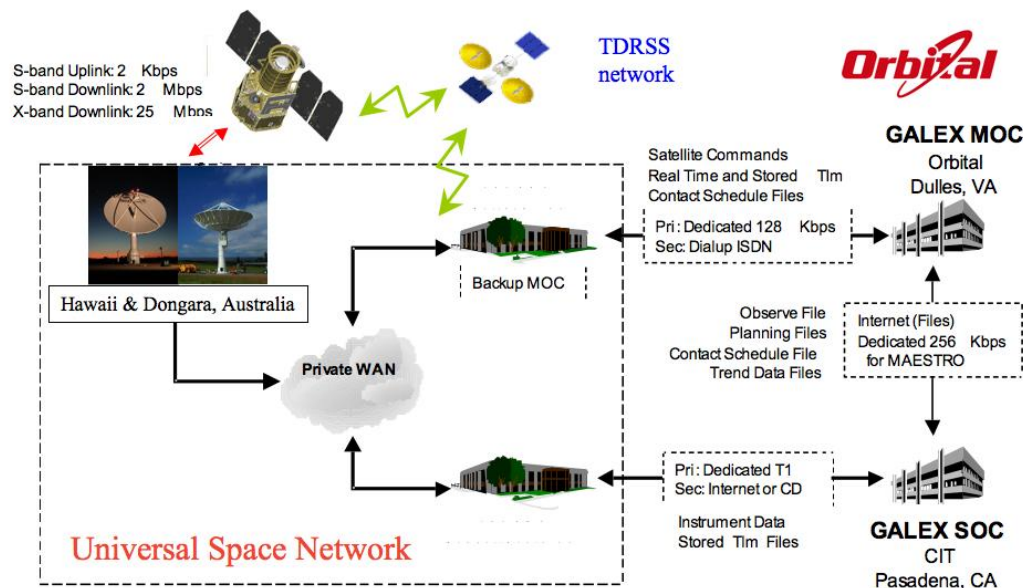 TDRSS
network
Orbital
S-band Uplink: 2 Kbps
S-band Downlink: 2 Mbps
X-band Downlink: 25 Mbps
GALEX MOC
Orbital
Dulles, VA
Satellite Commands
Real Time and Stored Tlm
Contact Schedule Files
Pri: Dedicated 128 Kbps
Sec: Dialup ISDN
Backup MOC
Hawaii & Dongara, Australia
Observe File
Planning Files
Contact Schedule File
Trend Data Files
Internet (Files)
Dedicated 256 Kbps
for MAESTRO
Private WAN
Pri: Dedicated T1
Sec: Internet or CD
Instrument Data
Stored Tlm Files
GALEX SOC
CIT
Pasadena, CA
Universal Space Network